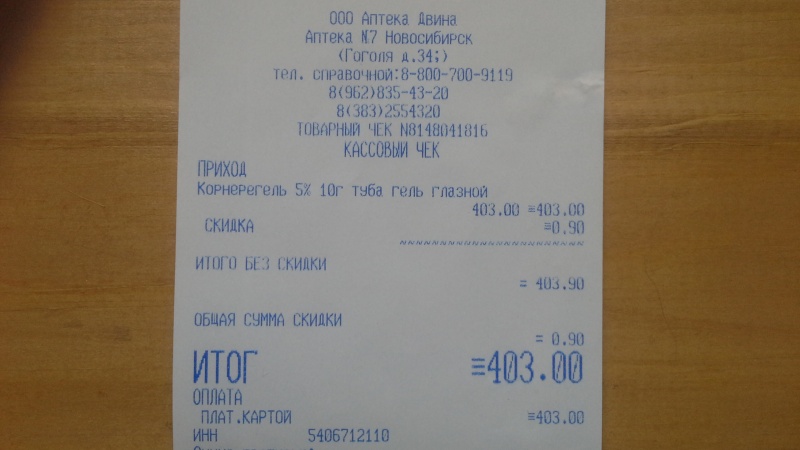 ООО Аптека Двина
Аптека №7 Новосибирск
(Гоголя д.34;)
тел. справочной:8-800-700-9119
8(962)835-43-20
8(383)2554320
ТОВАРНЫЙ ЧЕК N8148041816
КАССОВЫЙ ЧЕК
ПРИХОД
Корнерегель 5% 10г туба гель глазной
403.00 ≡403.00
СКИДКА ≡0.90
~~~~~~~~~~~~~~~~~~~~~~~
ИТОГО БЕЗ СКИДКИ
= 403.90
ОБЩАЯ СУММА СКИДКИ
= 0.90
ИТОГ ≡403.00
ОПЛАТА
ПЛАТ.КАРТОЙ ≡403.00
ИНН 5406712110